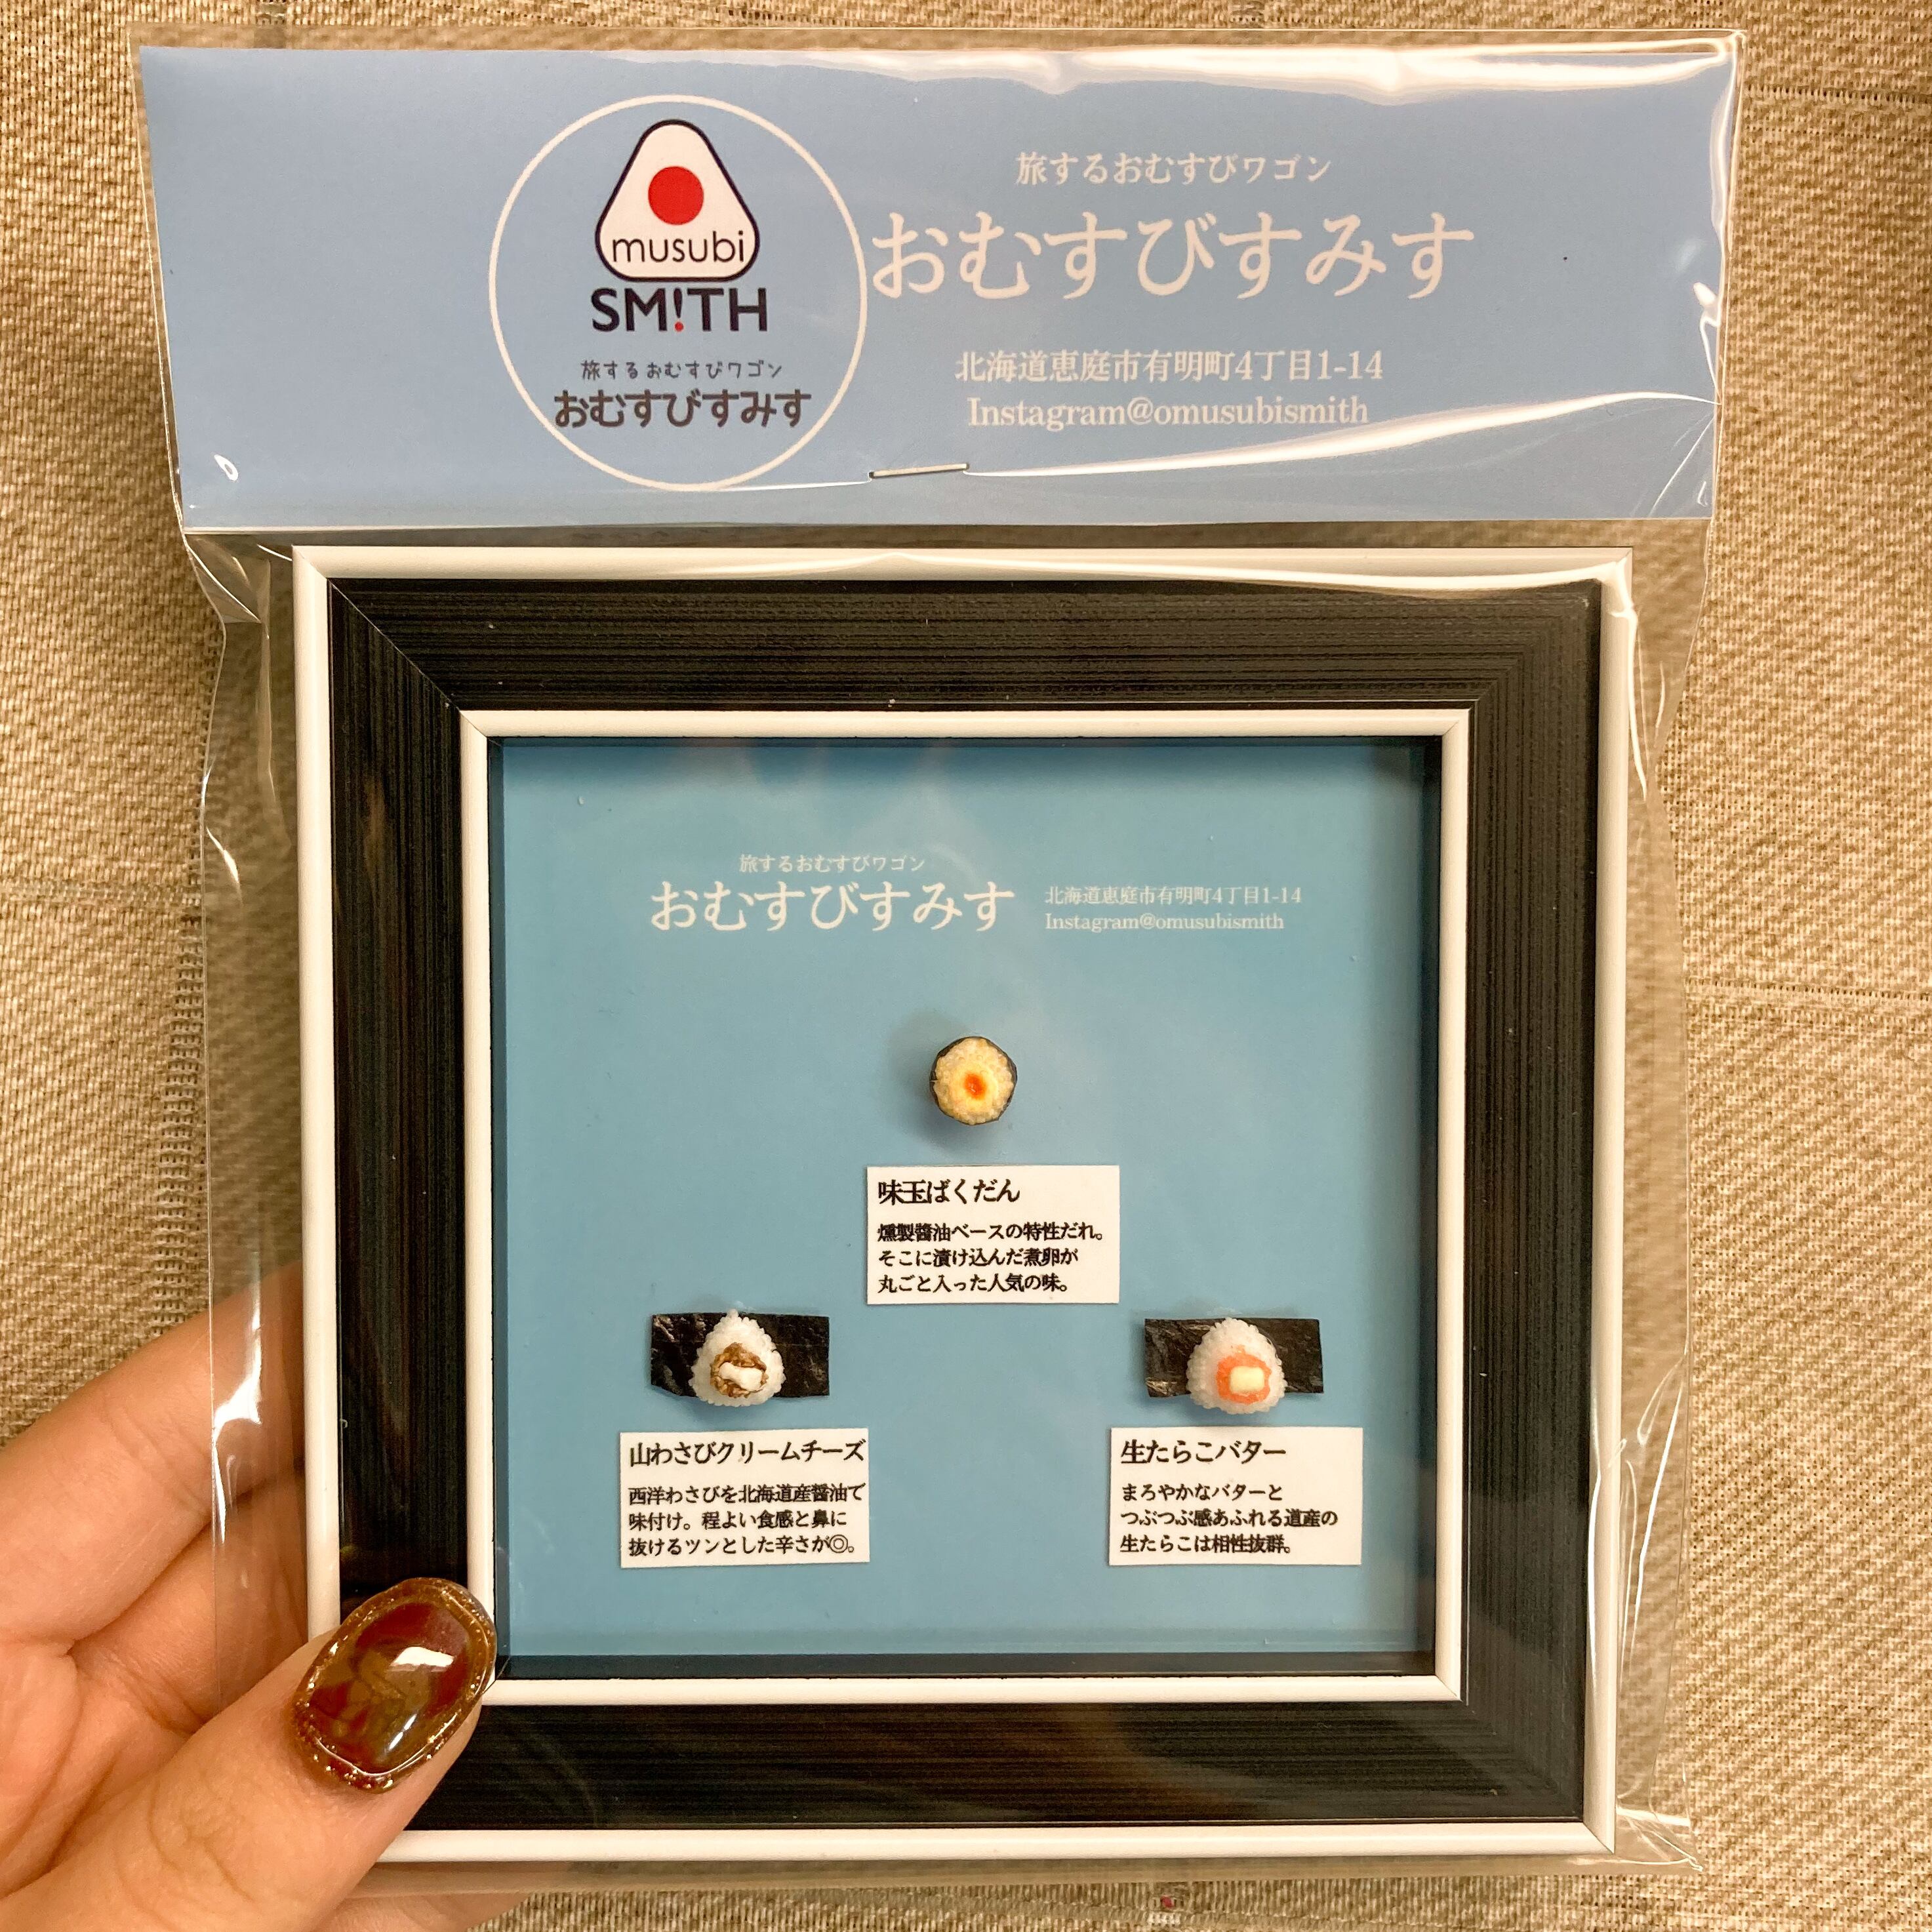 musubi
SM!TH
旅するおむすびワゴン
おむすびすみす
旅するおむすびワゴン
おむすびすみす
北海道恵庭市有明町4丁目1-14
Instagram@omusubismith
旅するおむすびワゴン
おむすびすみす
北海道恵庭市有明町4丁目1-14
Instagram@omusubismith
味玉ばくだん
燻製醤油ベースの特性だれ。
そこに漬け込んだ煮卵が
丸ごと入った人気の味。
山わさびクリームチーズ
西洋わさびを北海道産醤油で
味付け。程よい食感と鼻に
抜けるツンとした辛さが◎。
生たらこバター
まろやかなバターと
つぶつぶ感あふれる道産の
生たらこは相性抜群。